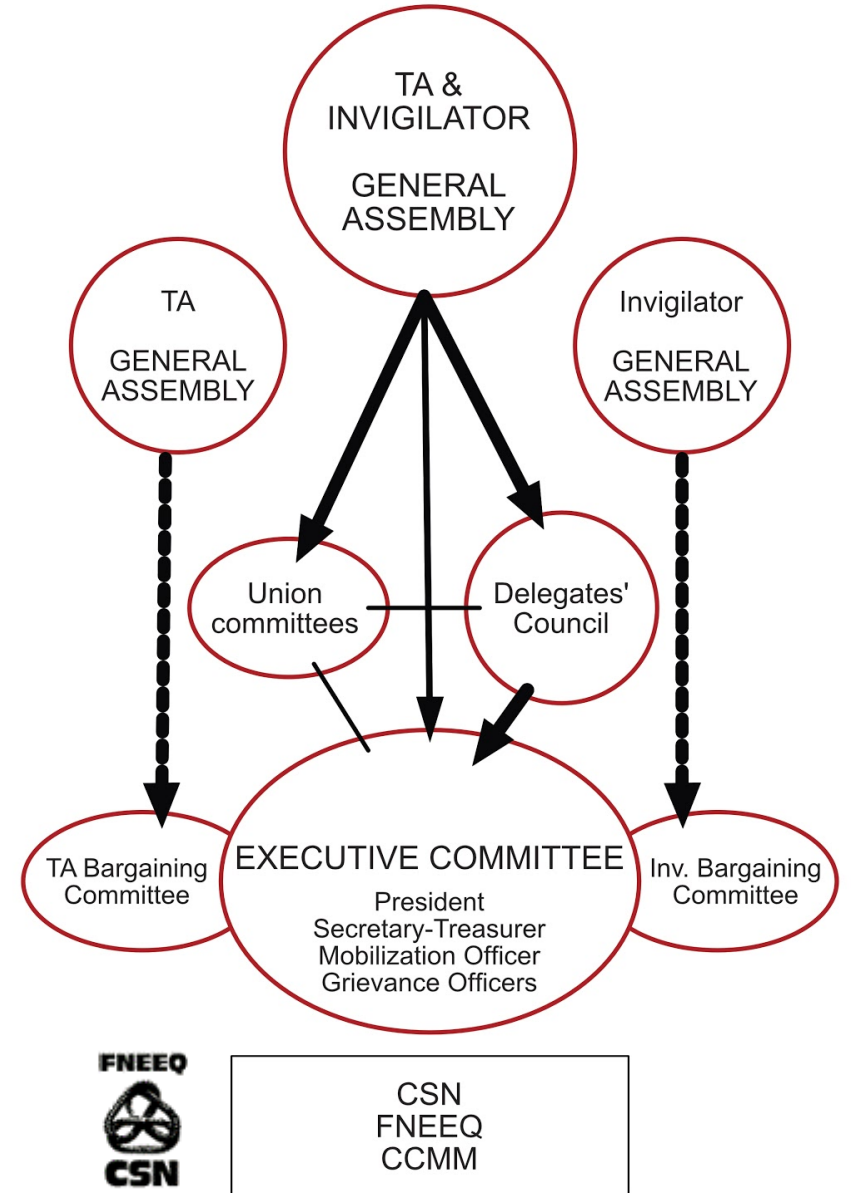 TA &
INVIGILATOR
GENERAL
ASSEMBLY
TA
GENERAL
ASSEMBLY
Invigilator
GENERAL
ASSEMBLY
Union
committees
Delegates'
Council
TA Bargaining
Committee
EXECUTIVE COMMITTEE
President
Secretary-Treasurer
Mobilization Officer
Grievance Officers
Inv. Bargaining
Committee
FNEEQ
CSN
CSN
FNEEQ
CCMM